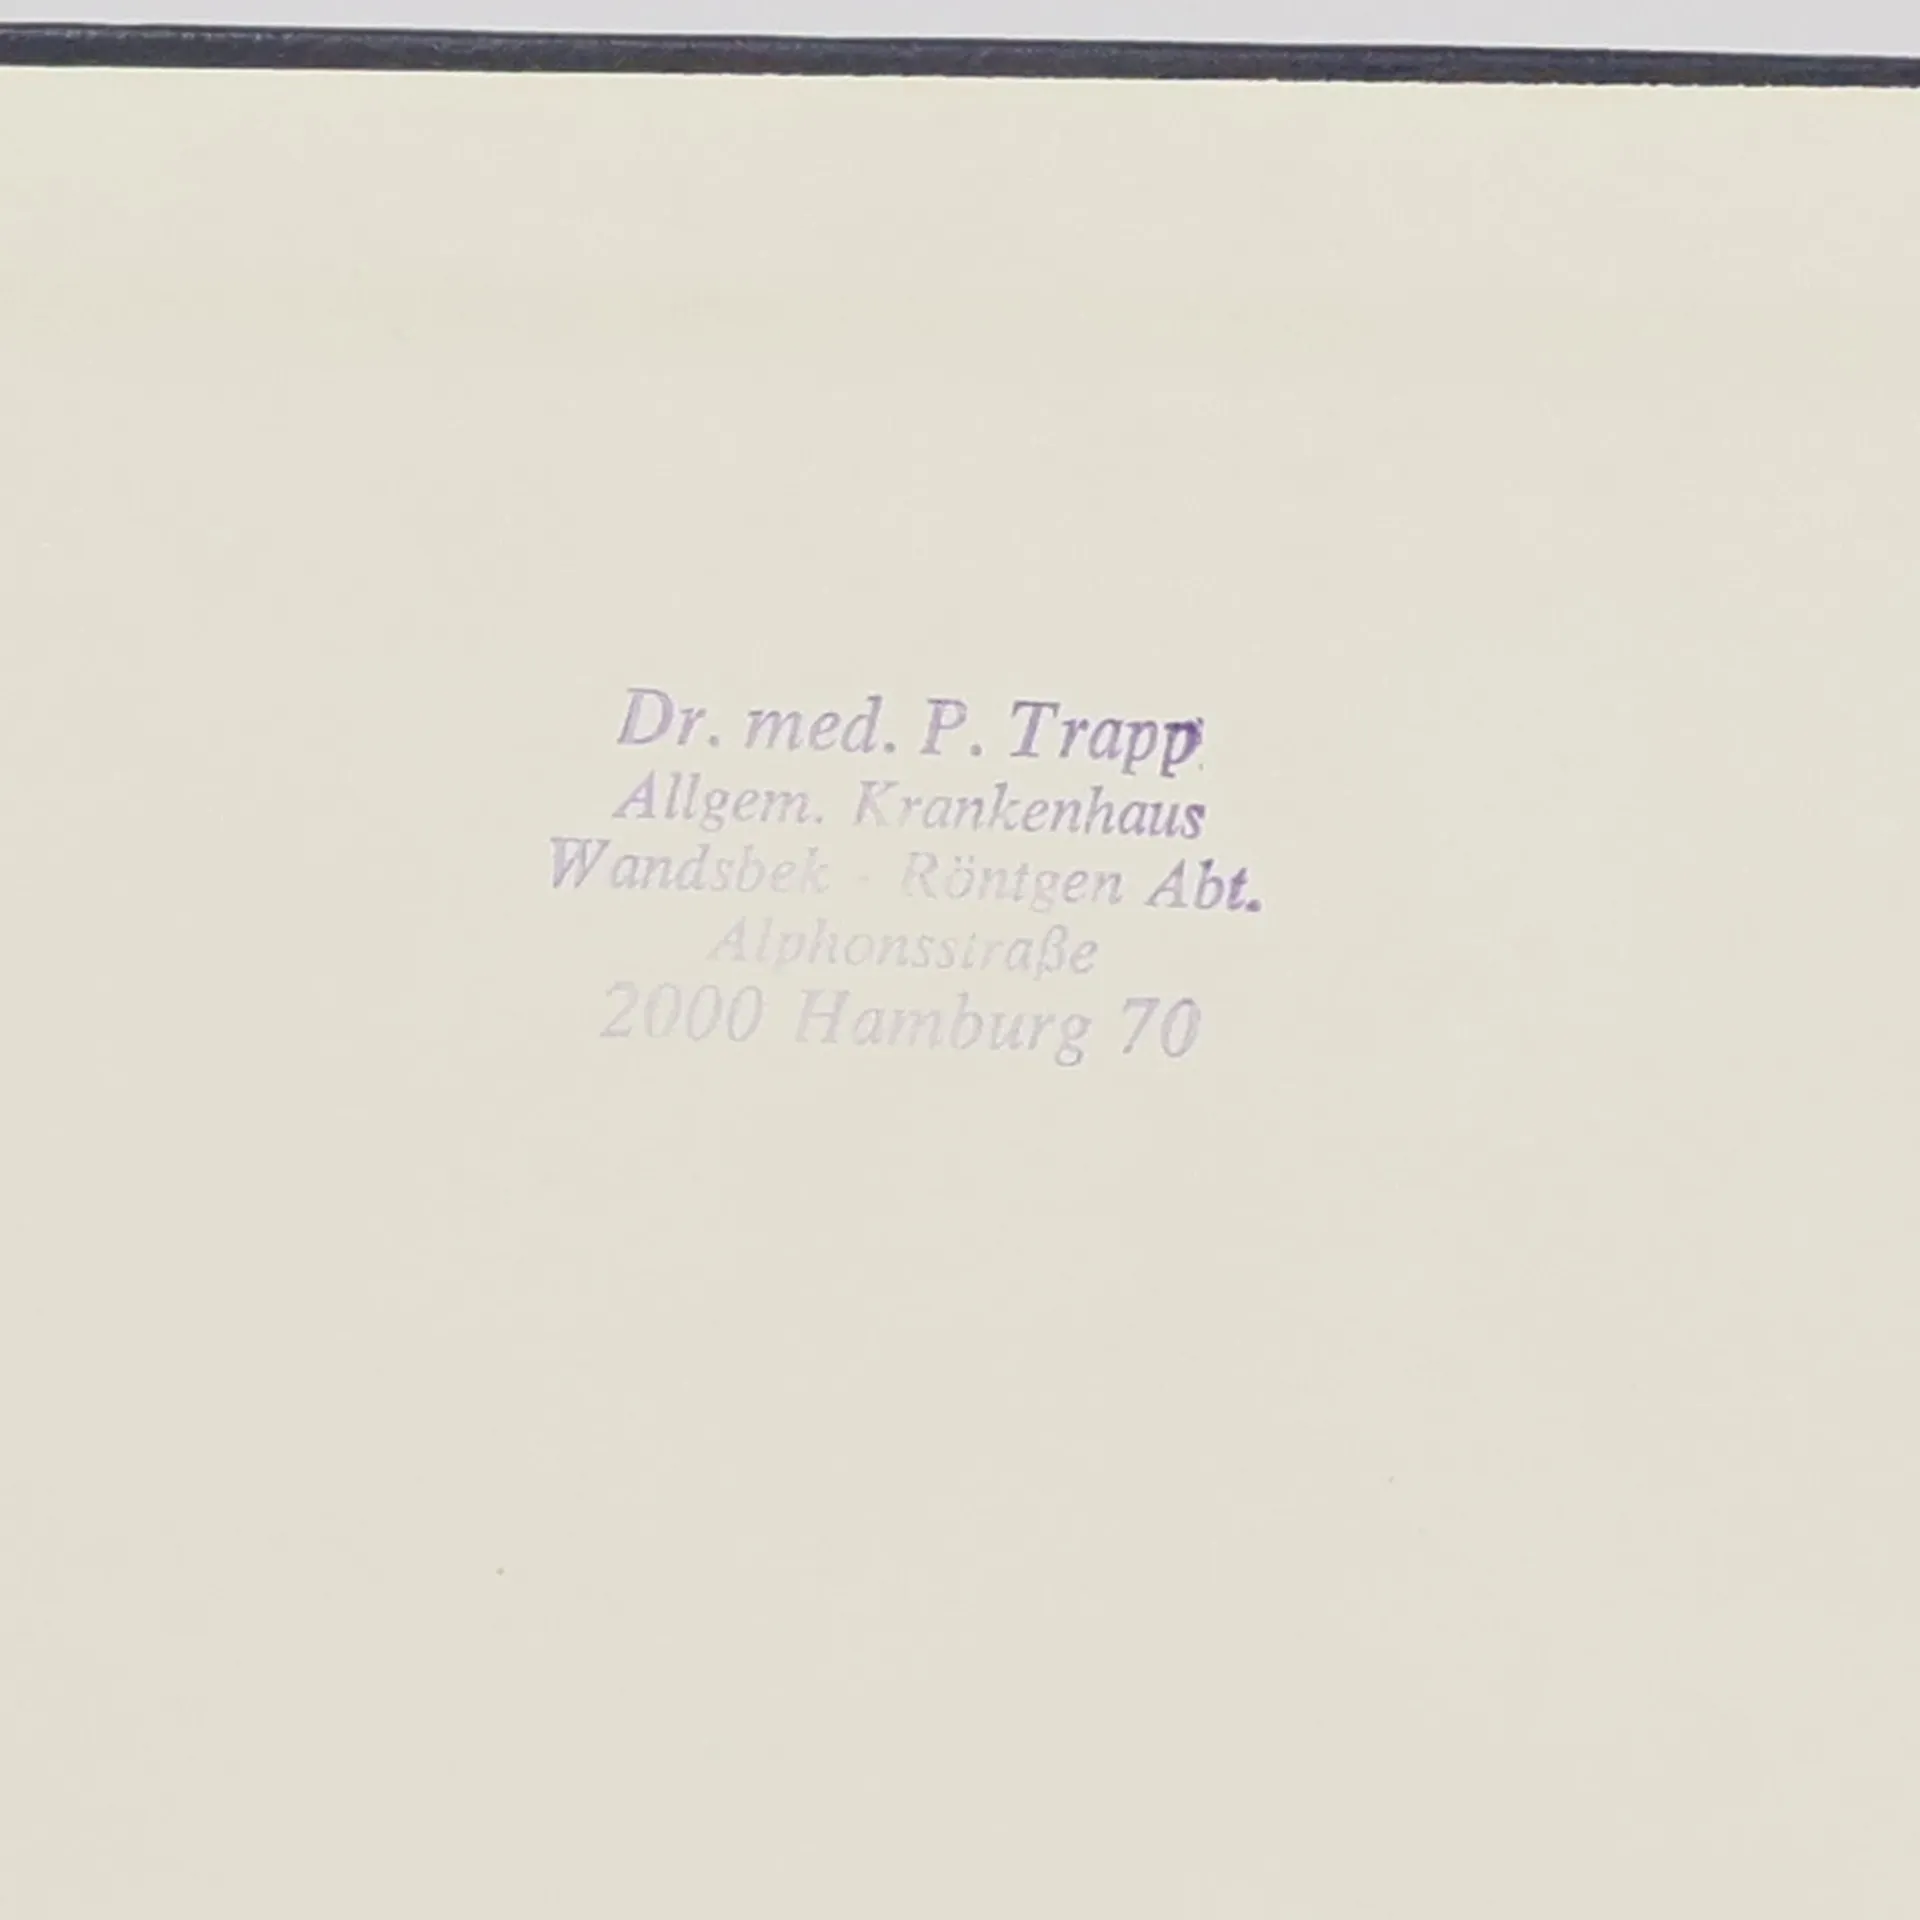 Dr. med. P. Trapp
Allgem. Krankenhaus
Wandsbek - Röntgen Abt.
Alphonsstraße
2000 Hamburg 70